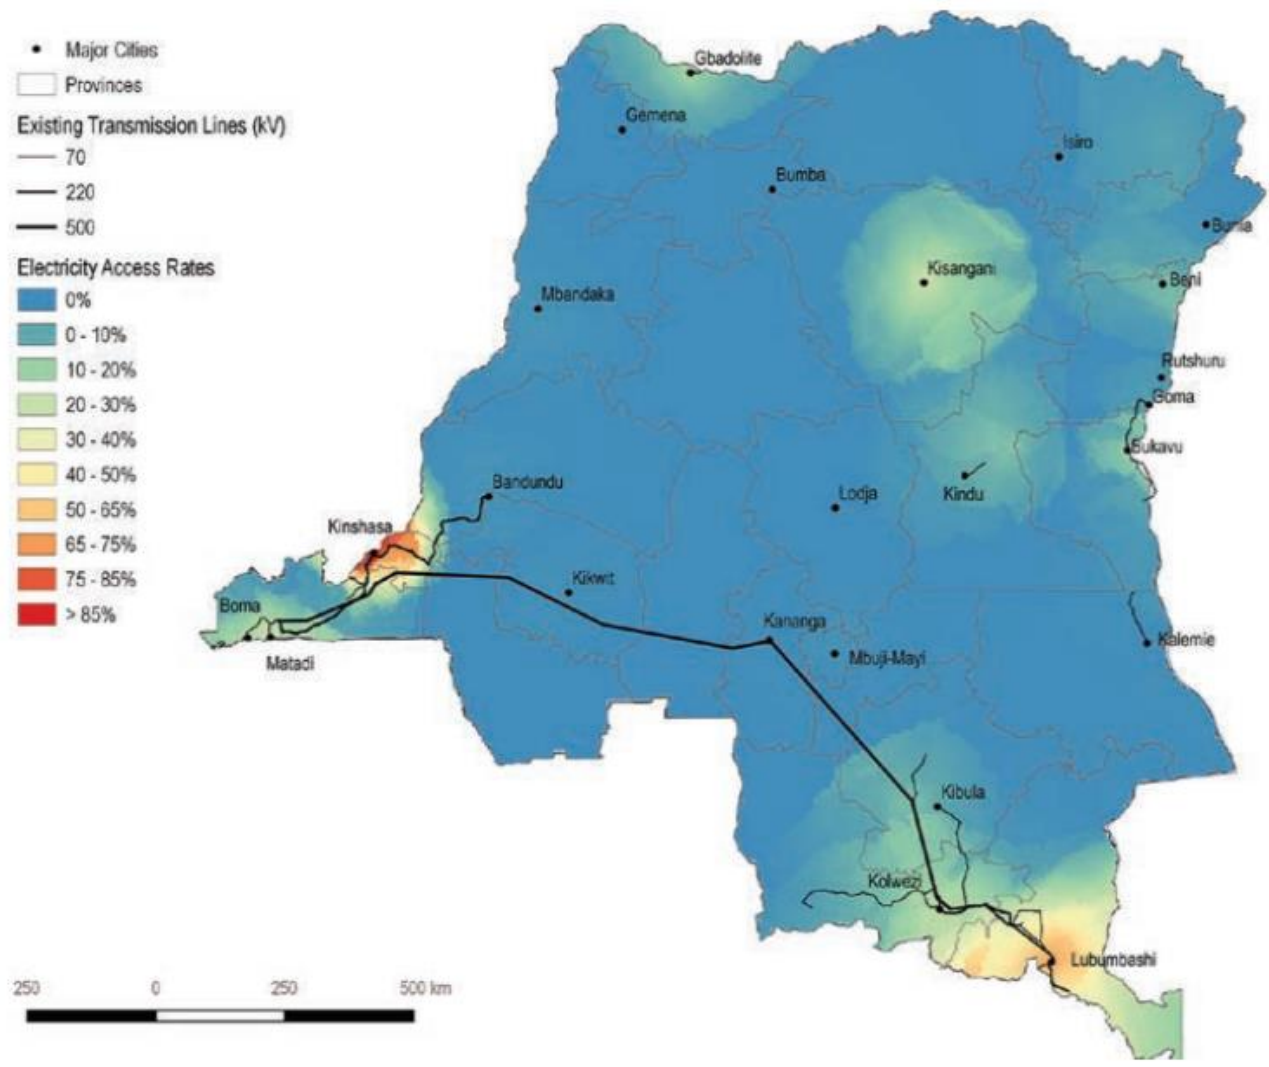 Major Cities
Provinces
Existing Transmission Lines (kV)
70
220
500
Electricity Access Rates
0%
0 - 10%
10 - 20%
20 - 30%
30 - 40%
40 - 50%
50 - 65%
65 - 75%
75 - 85%
> 85%
Gbadolite
Gemena
Isiro
Bumba
Bunia
Kisangani
Beni
Mbandaka
Rutshuru
Goma
Bukavu
Bandundu
Lodja
Kindu
Kinshasa
Kikwit
Boma
Kananga
Kalemie
Matadi
Mbuji-Mayi
Kibula
Kolwezi
Lubumbashi
250 0 250 500 km